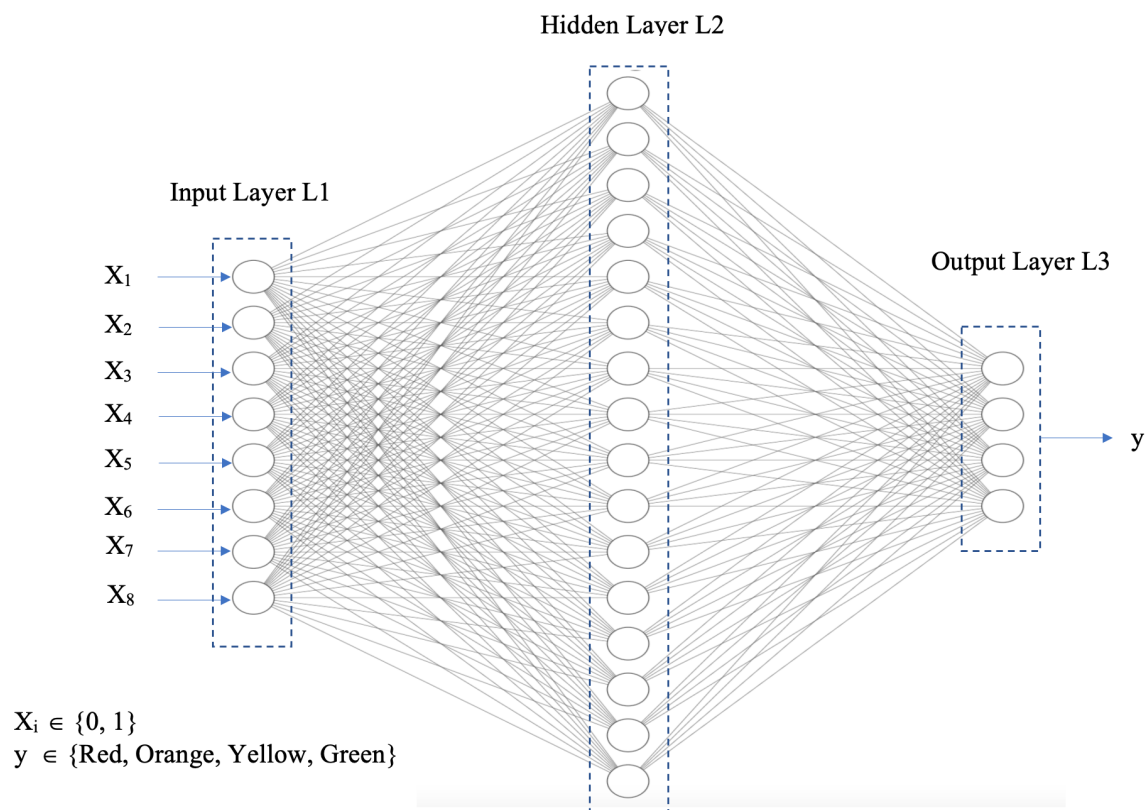 Hidden Layer L2
Input Layer L1
Output Layer L3
X₁
X₂
X₃
X₄
X₅
X₆
X₇
X₈
y
Xᵢ ∈ {0, 1}
y ∈ {Red, Orange, Yellow, Green}